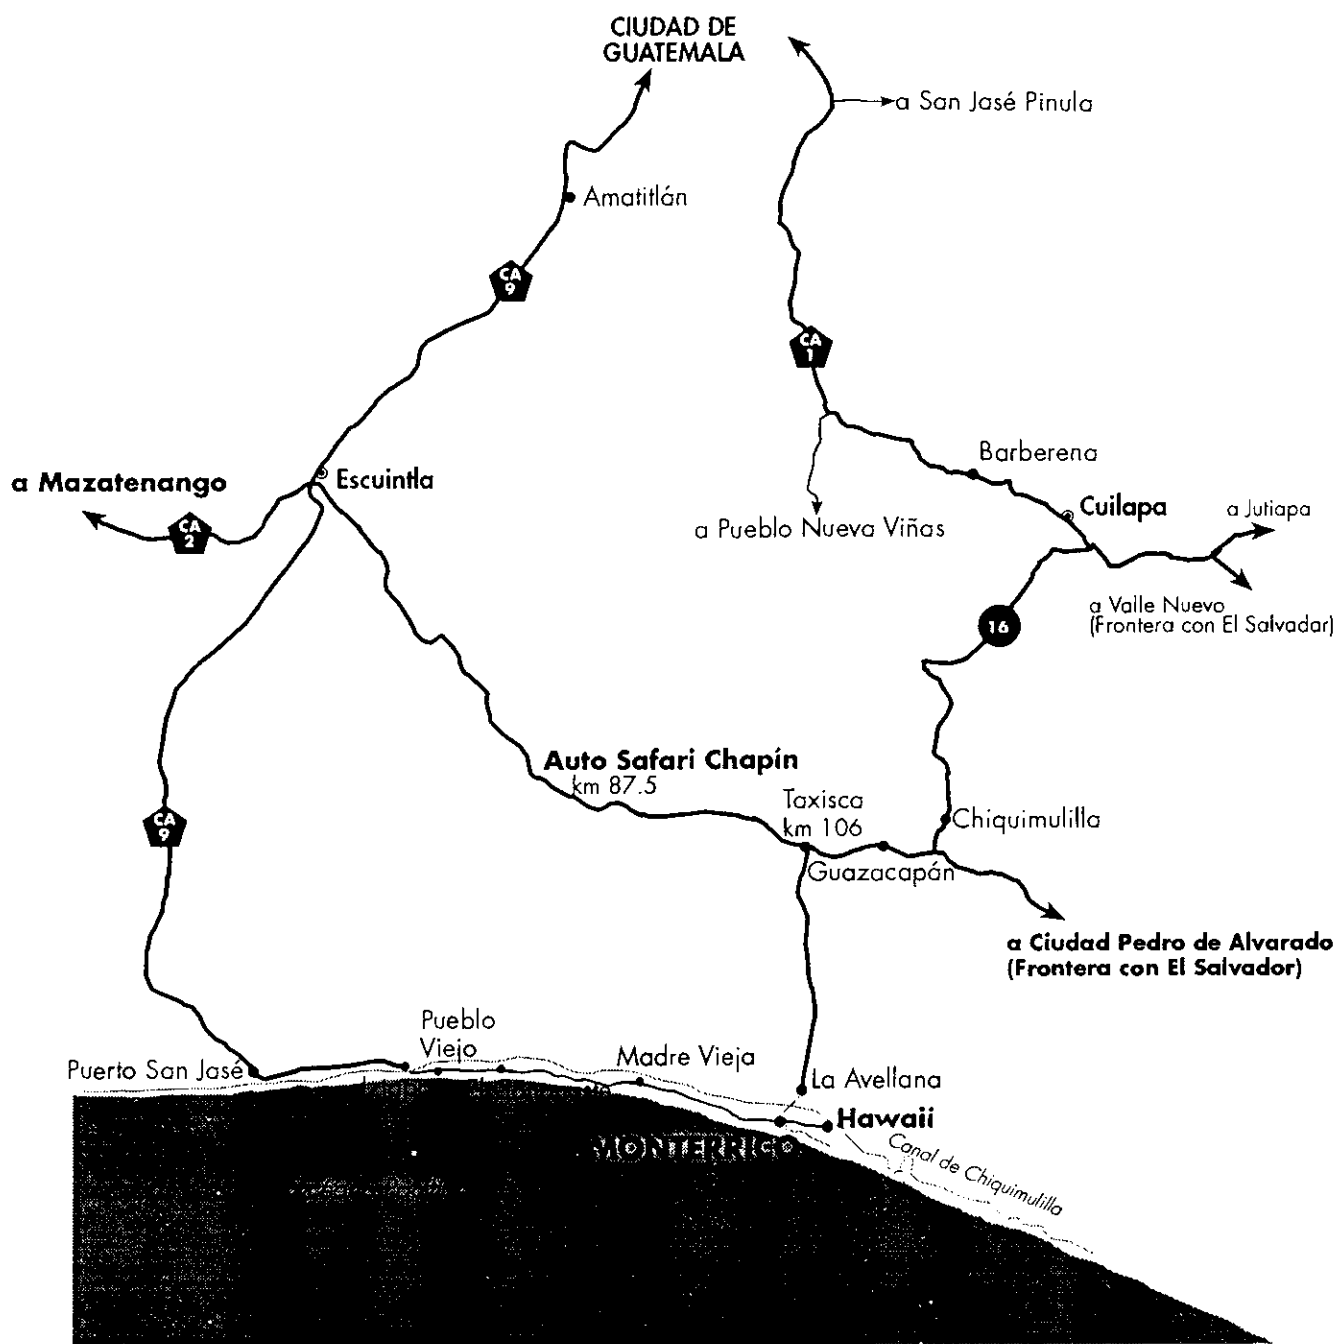 CIUDAD DE
GUATEMALA
a San Jasé Pinula
Amatitlán
CA
9
CA
1
Barberena
a Mazatenango
Escuintla
Cuilapa
a Jutiapa
CA
2
a Pueblo Nueva Viñas
a Valle Nuevo
(Frontera con El Salvadar)
16
Auto Safari Chapín
km 87.5
Taxisca
km 106
CA
9
Chiquimulilla
Guazacapán
a Ciudad Pedro de Alvarado
(Frontera con El Salvador)
Pueblo
Viejo
Puerto San Jasé
Madre Vieja
La Avellana
Hawaii
MONTERRICO
Canal de Chiquimulilla